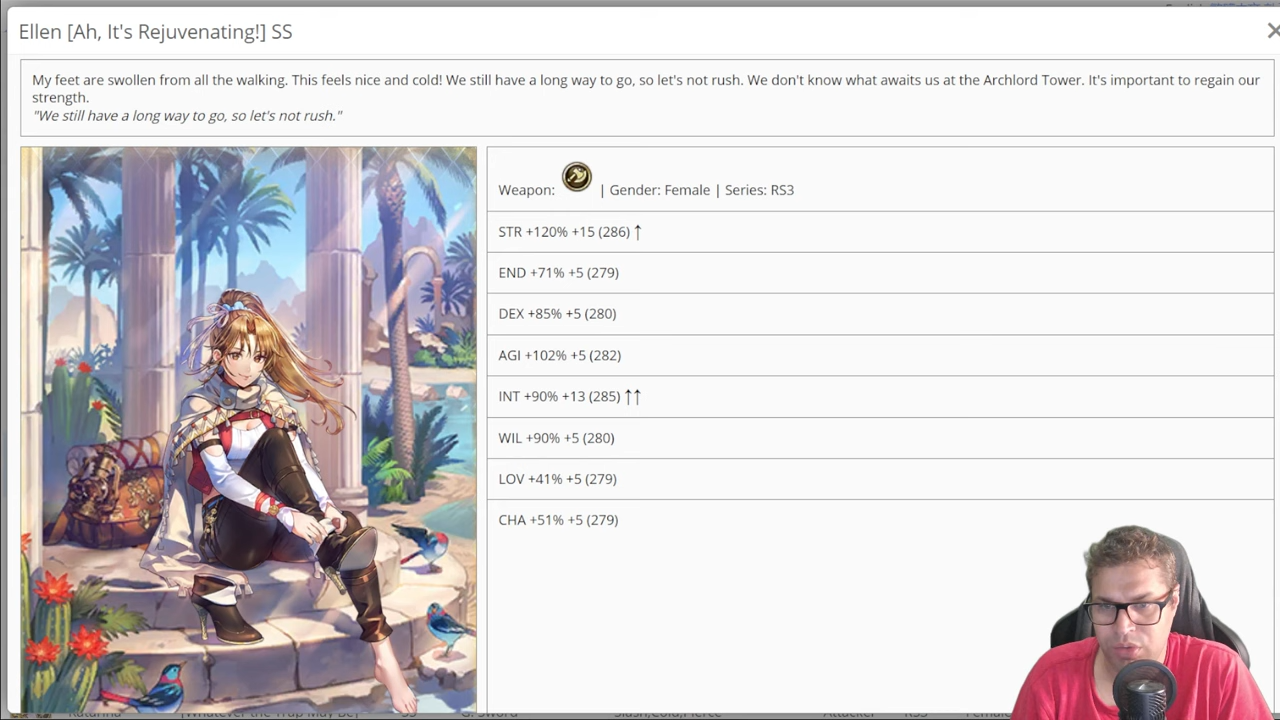 Ellen [Ah, It's Rejuvenating!] SS
My feet are swollen from all the walking. This feels nice and cold! We still have a long way to go, so let's not rush. We don't know what awaits us at the Archlord Tower. It's important to regain our
strength.
"We still have a long way to go, so let's not rush."
Weapon: | Gender: Female | Series: RS3
STR +120% +15 (286) ↑
END +71% +5 (279)
DEX +85% +5 (280)
AGI +102% +5 (282)
INT +90% +13 (285) ↑↑
WIL +90% +5 (280)
LOV +41% +5 (279)
CHA +51% +5 (279)